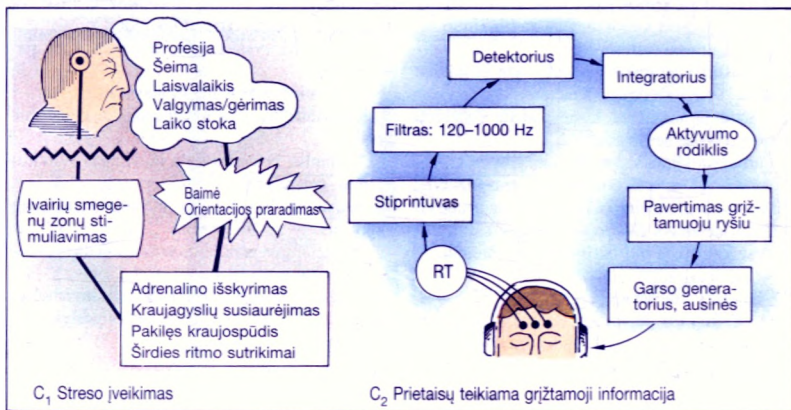 Profesija
Šeima
Laisvalaikis
Valgymas/gėrimas
Laiko stoka
Baimė
Orientacijos praradimas
Įvairių smege-
nų zonų sti-
muliavimas
Adrenalino išskyrimas
Kraujagyslių susiaurėjimas
Pakilęs kraujospūdis
Širdies ritmo sutrikimai
C₁ Streso įveikimas
Detektorius
Integratorius
Filtras: 120–1000 Hz
Aktyvumo
rodiklis
Stiprintuvas
Pavertimas grįž-
tamuoju ryšiu
RT
Garso genera-
torius, ausinės
C₂ Prietaisų teikiama grįžtamoji informacija